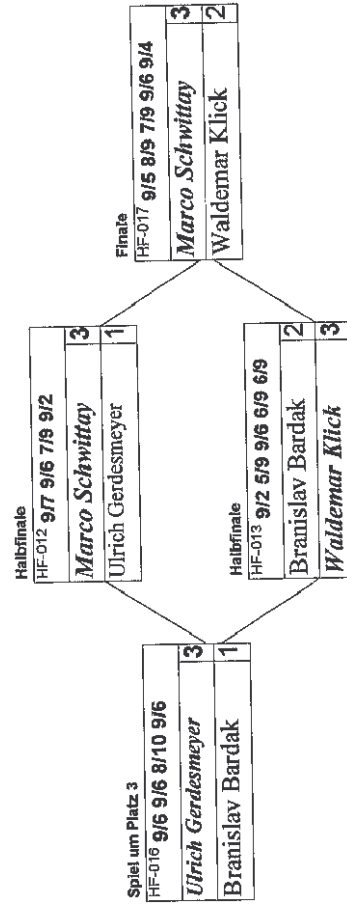 Halbfinale
HF-012 9/7 9/6 7/9 9/2
Marco Schwittay 3
Ulrich Gerdesmeyer 1
Spiel um Platz 3
HF-016 9/6 9/6 8/10 9/6
Ulrich Gerdesmeyer 3
Branislav Bardak 1
Finale
HF-017 9/5 8/9 7/9 9/6 9/4
Marco Schwittay 3
Waldemar Klick 2
Halbfinale
HF-013 9/2 5/9 9/6 6/9 6/9
Branislav Bardak 2
Waldemar Klick 3